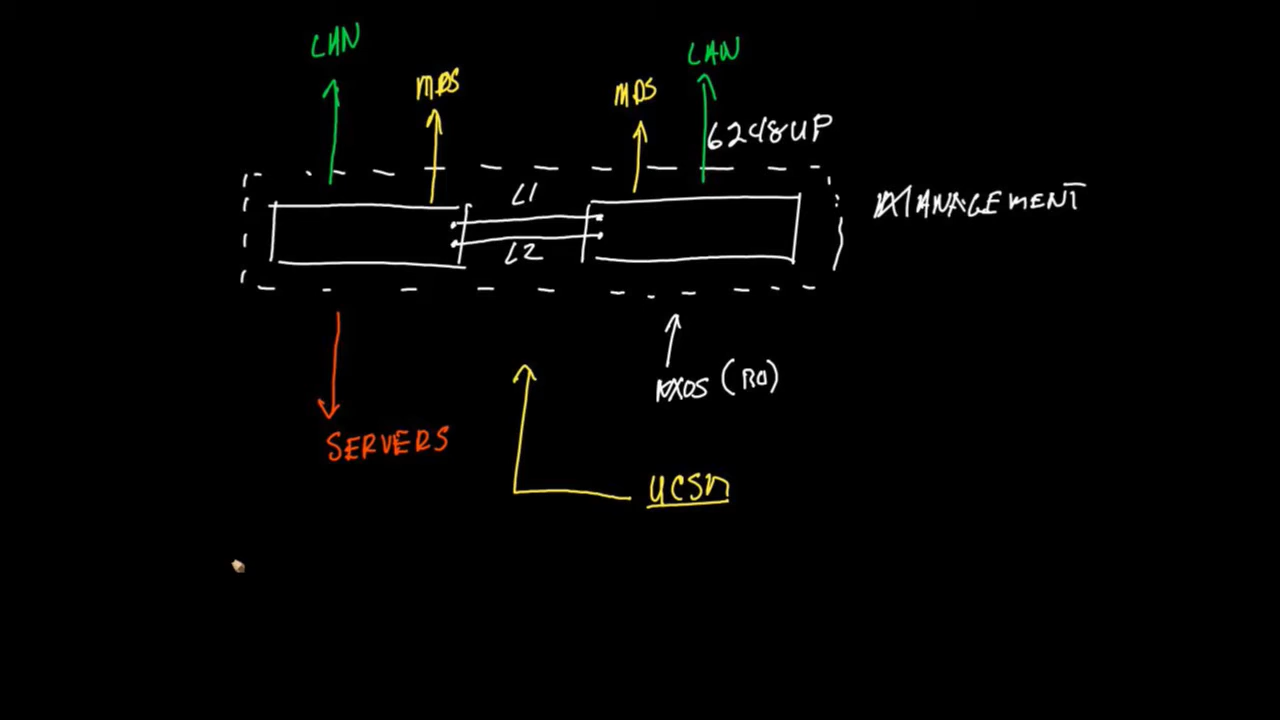 LAN
LAN
MDS
MDS
6248UP
L1
MANAGEMENT
L2
NXOS (RO)
SERVERS
UCSM